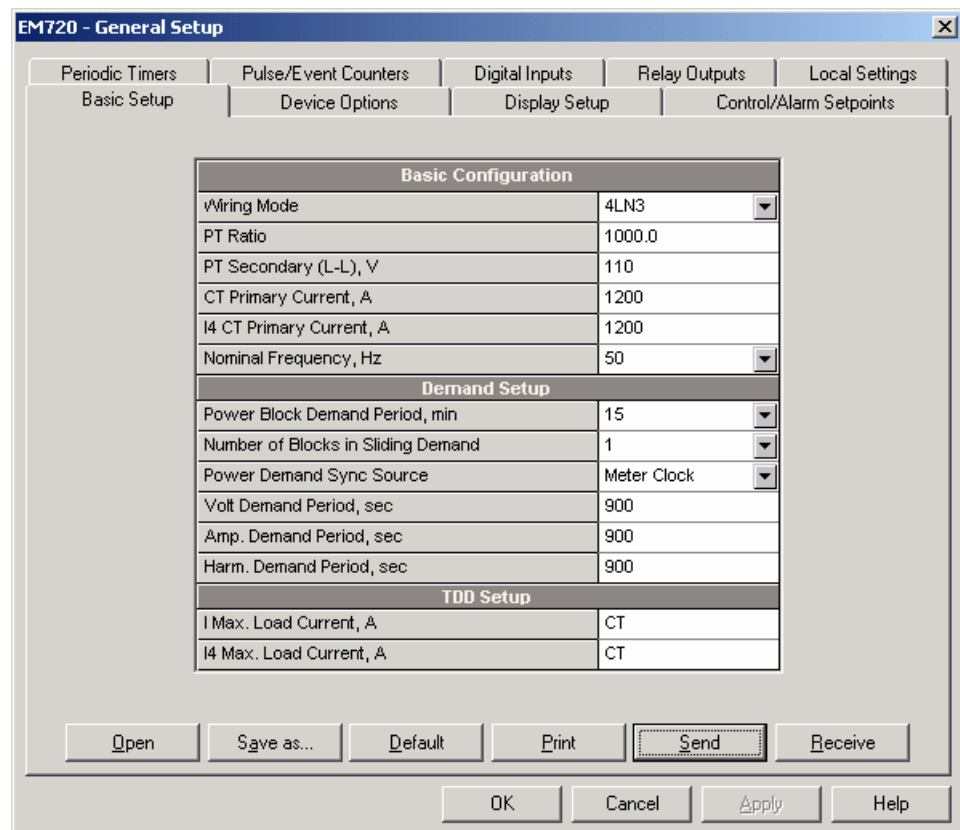 EM720 - General Setup
Periodic Timers Pulse/Event Counters Digital Inputs Relay Outputs Local Settings
Basic Setup Device Options Display Setup Control/Alarm Setpoints
Basic Configuration
Wiring Mode 4LN3
PT Ratio 1000.0
PT Secondary (L-L), V 110
CT Primary Current, A 1200
I4 CT Primary Current, A 1200
Nominal Frequency, Hz 50
Demand Setup
Power Block Demand Period, min 15
Number of Blocks in Sliding Demand 1
Power Demand Sync Source Meter Clock
Volt Demand Period, sec 900
Amp. Demand Period, sec 900
Harm. Demand Period, sec 900
TDD Setup
I Max. Load Current, A CT
I4 Max. Load Current, A CT
Open Save as... Default Print Send Receive
OK Cancel Apply Help